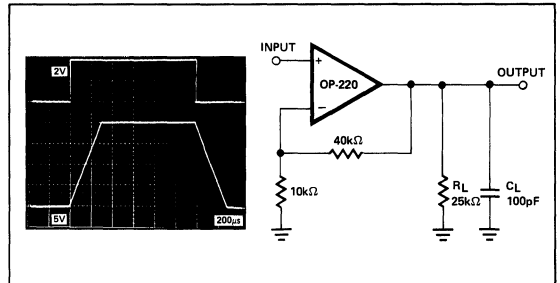 2V
5V
200μs
INPUT
+
OP-220
−
OUTPUT
40kΩ
10kΩ
RL
25kΩ
CL
100pF